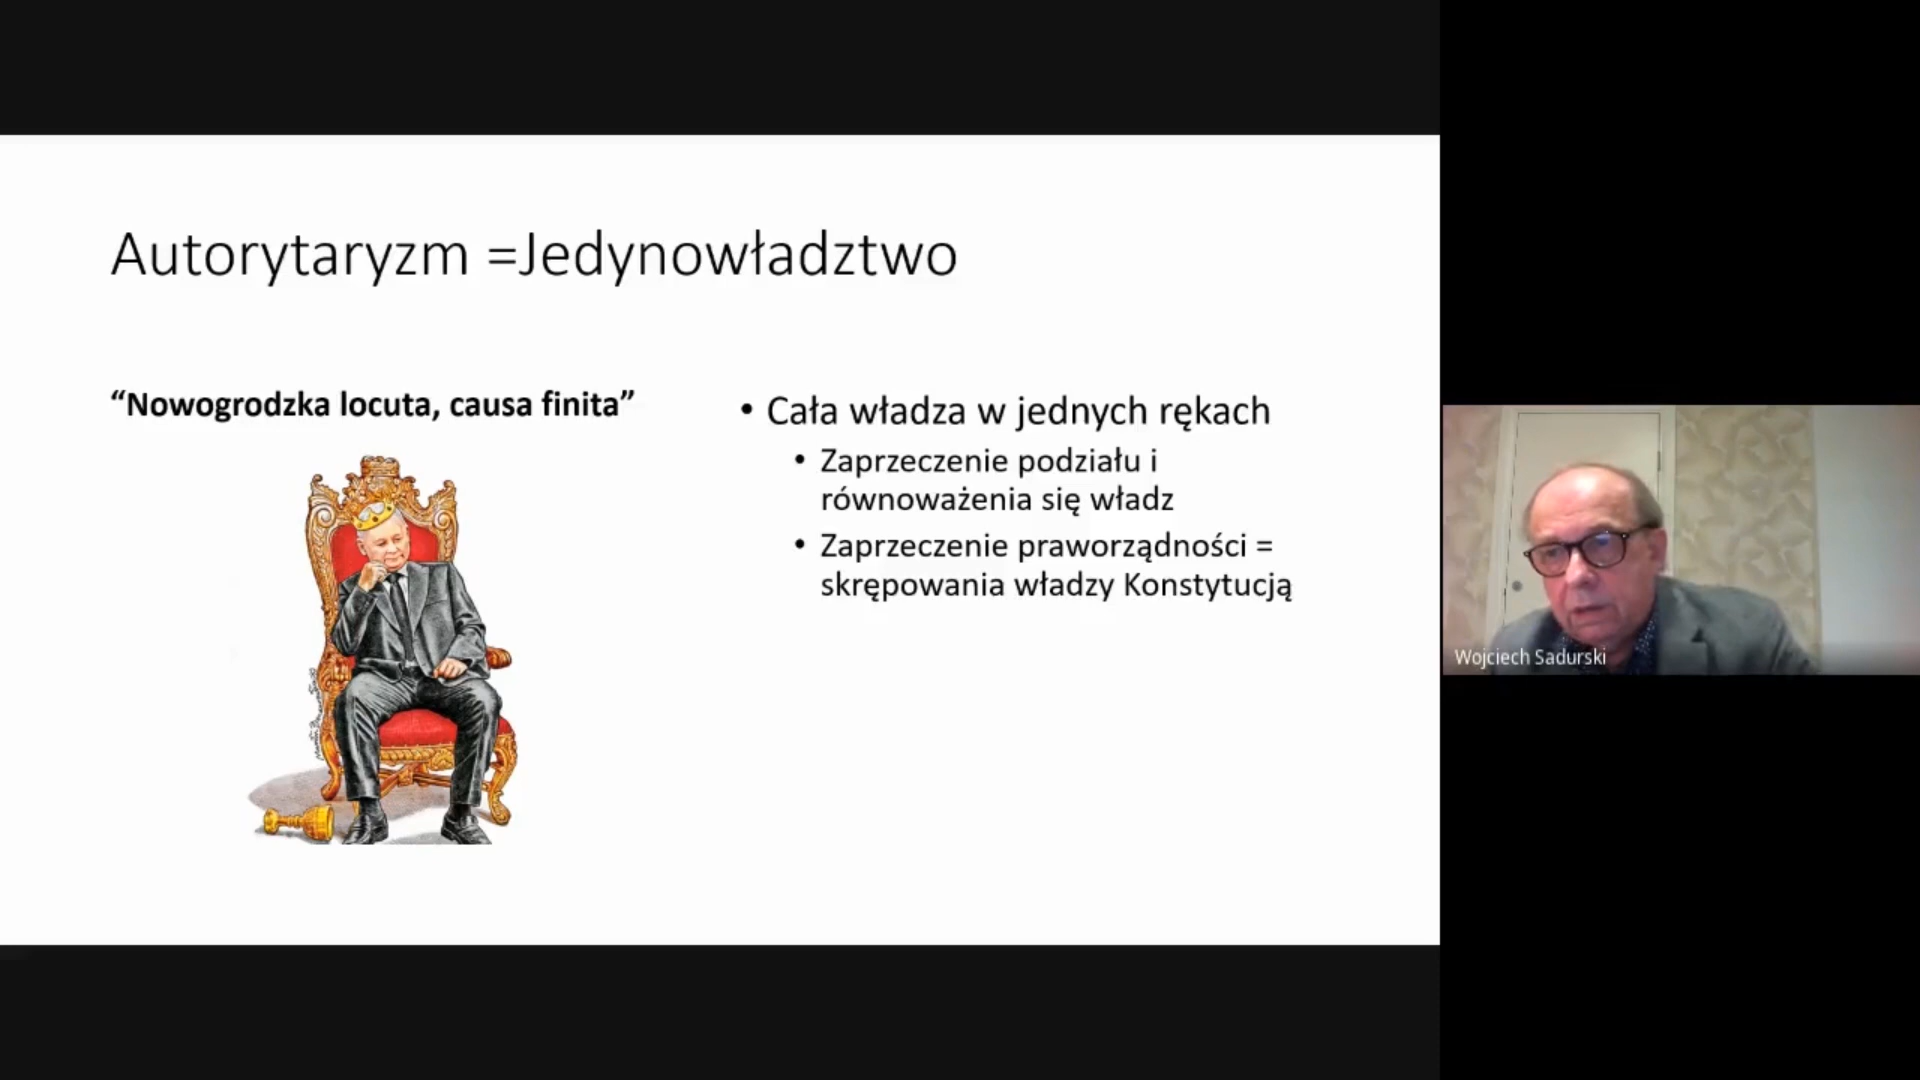 Autorytaryzm =Jedynowładztwo
“Nowogrodzka locuta, causa finita”
• Cała władza w jednych rękach
• Zaprzeczenie podziału i
równoważenia się władz
• Zaprzeczenie praworządności =
skrępowania władzy Konstytucją
Wojciech Sadurski